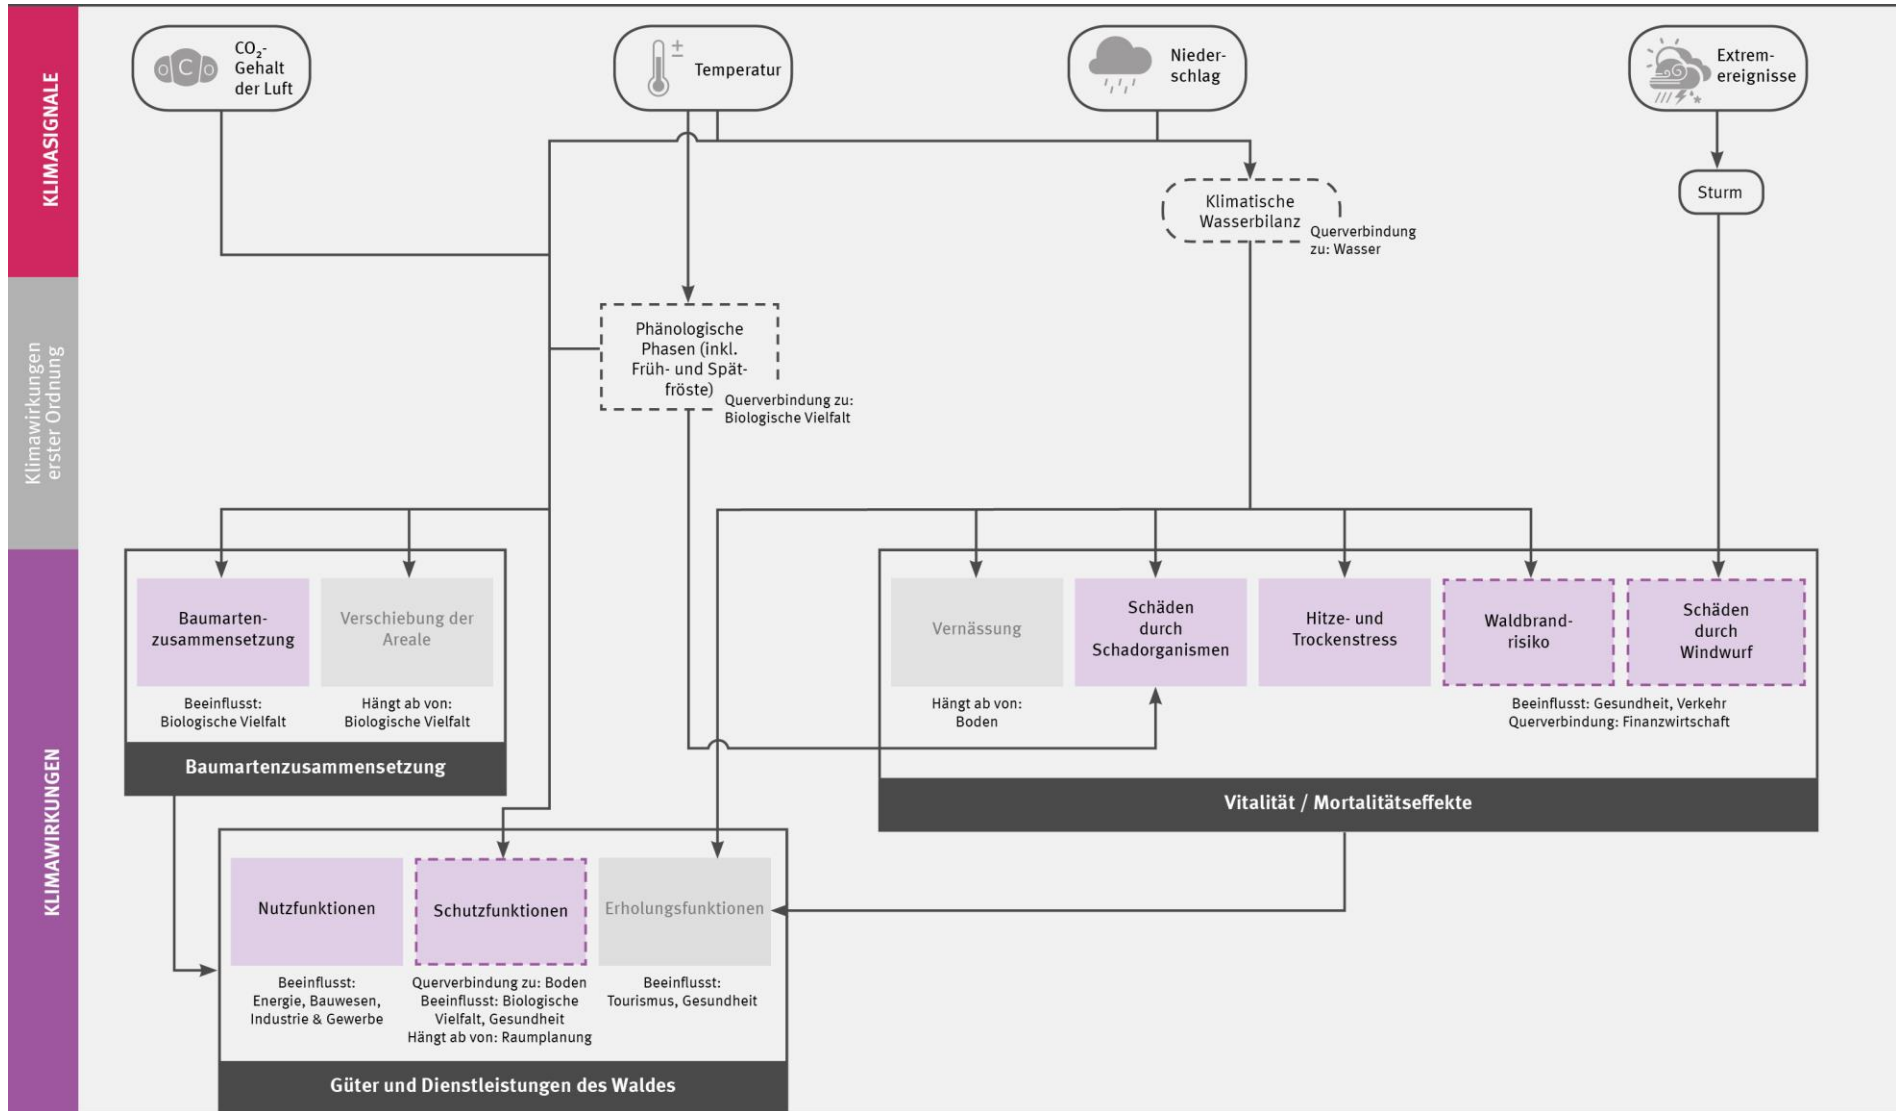 KLIMASIGNALE
CO₂-
Gehalt
der Luft
O C O
±
Temperatur
Nieder-
schlag
Extrem-
ereignisse
Klimatische
Wasserbilanz
Querverbindung
zu: Wasser
Sturm
Klimawirkungen
erster Ordnung
Phänologische
Phasen (inkl.
Früh- und Spät-
fröste)
Querverbindung zu:
Biologische Vielfalt
KLIMAWIRKUNGEN
Baumarten-
zusammensetzung
Beeinflusst:
Biologische Vielfalt
Verschiebung der
Areale
Hängt ab von:
Biologische Vielfalt
Baumartenzusammensetzung
Vernässung
Hängt ab von:
Boden
Schäden
durch
Schadorganismen
Hitze- und
Trockenstress
Waldbrand-
risiko
Schäden
durch
Windwurf
Beeinflusst: Gesundheit, Verkehr
Querverbindung: Finanzwirtschaft
Vitalität / Mortalitätseffekte
Nutzfunktionen
Beeinflusst:
Energie, Bauwesen,
Industrie & Gewerbe
Schutzfunktionen
Querverbindung zu: Boden
Beeinflusst: Biologische
Vielfalt, Gesundheit
Hängt ab von: Raumplanung
Erholungsfunktionen
Beeinflusst:
Tourismus, Gesundheit
Güter und Dienstleistungen des Waldes